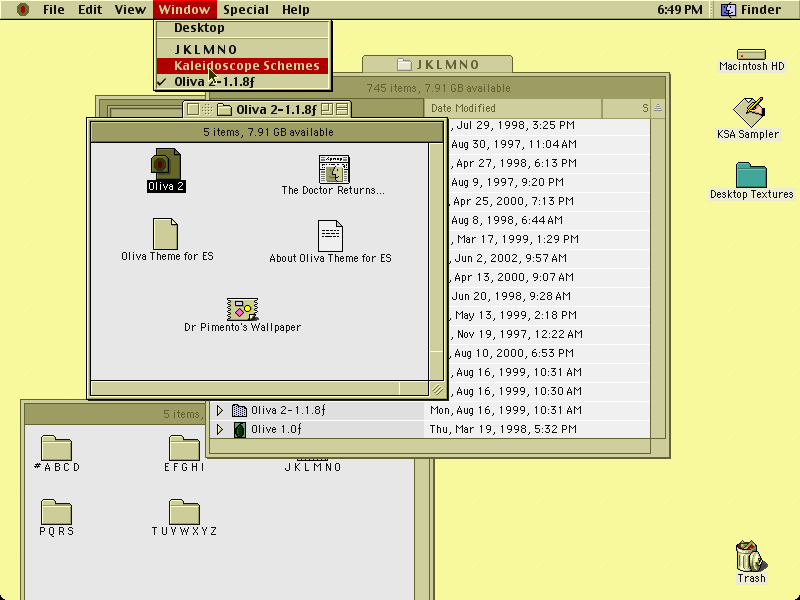 File Edit View Window Special Help 6:49 PM Finder
Desktop
JKLMNO
Kaleidoscope Schemes
✓ Oliva 2-1.1.8ƒ
JKLMNO
745 items, 7.91 GB available
Date Modified S
, Jul 29, 1998, 3:25 PM
, Aug 30, 1997, 11:04 AM
, Apr 27, 1998, 6:13 PM
, Aug 9, 1997, 9:20 PM
, Apr 25, 2000, 7:13 PM
, Aug 8, 1998, 6:44 AM
, Mar 17, 1999, 1:29 PM
, Jun 2, 2002, 9:57 AM
, Apr 13, 2000, 9:07 AM
, Jun 20, 1998, 9:28 AM
, May 13, 1999, 2:18 PM
, Nov 19, 1997, 12:22 AM
, Aug 10, 2000, 6:53 PM
, Aug 16, 1999, 10:31 AM
, Aug 16, 1999, 10:30 AM
Oliva 2-1.1.8ƒ Mon, Aug 16, 1999, 10:31 AM
Olive 1.0ƒ Thu, Mar 19, 1998, 5:32 PM
Oliva 2-1.1.8ƒ
5 items, 7.91 GB available
Oliva 2
The Doctor Returns...
Oliva Theme for ES
About Oliva Theme for ES
Dr Pimento's Wallpaper
5 items,
#ABCD
EFGHI
JKLMNO
PQRS
TUVWXYZ
Macintosh HD
KSA Sampler
Desktop Textures
Trash